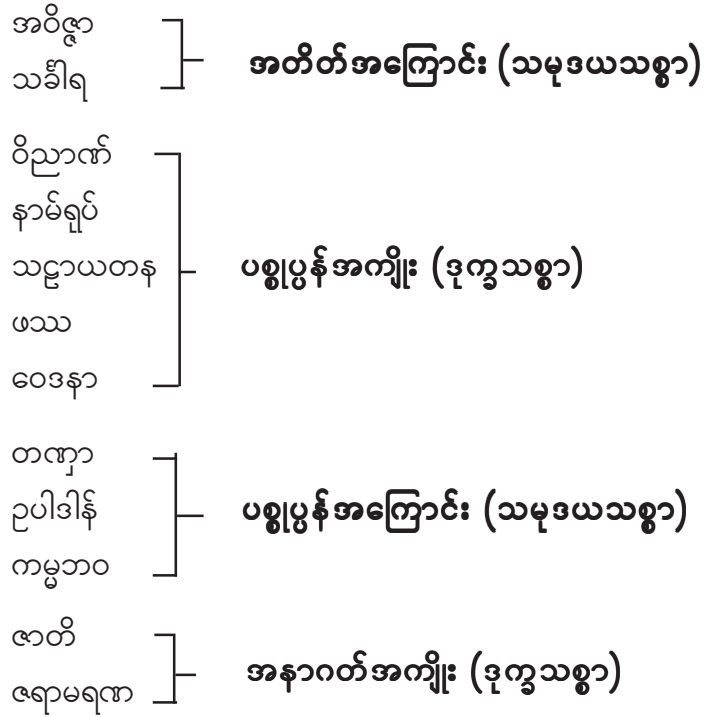 အဝိဇ္ဇာ
သင်္ခါရ
အတိတ်အကြောင်း (သမုဒယသစ္စာ)
ဝိညာဏ်
နာမ်ရုပ်
သဠာယတန
ဖဿ
ဝေဒနာ
ပစ္စုပ္ပန်အကျိုး (ဒုက္ခသစ္စာ)
တဏှာ
ဥပါဒါန်
ကမ္မဘဝ
ပစ္စုပ္ပန်အကြောင်း (သမုဒယသစ္စာ)
ဇာတိ
ဇရာမရဏ
အနာဂတ်အကျိုး (ဒုက္ခသစ္စာ)